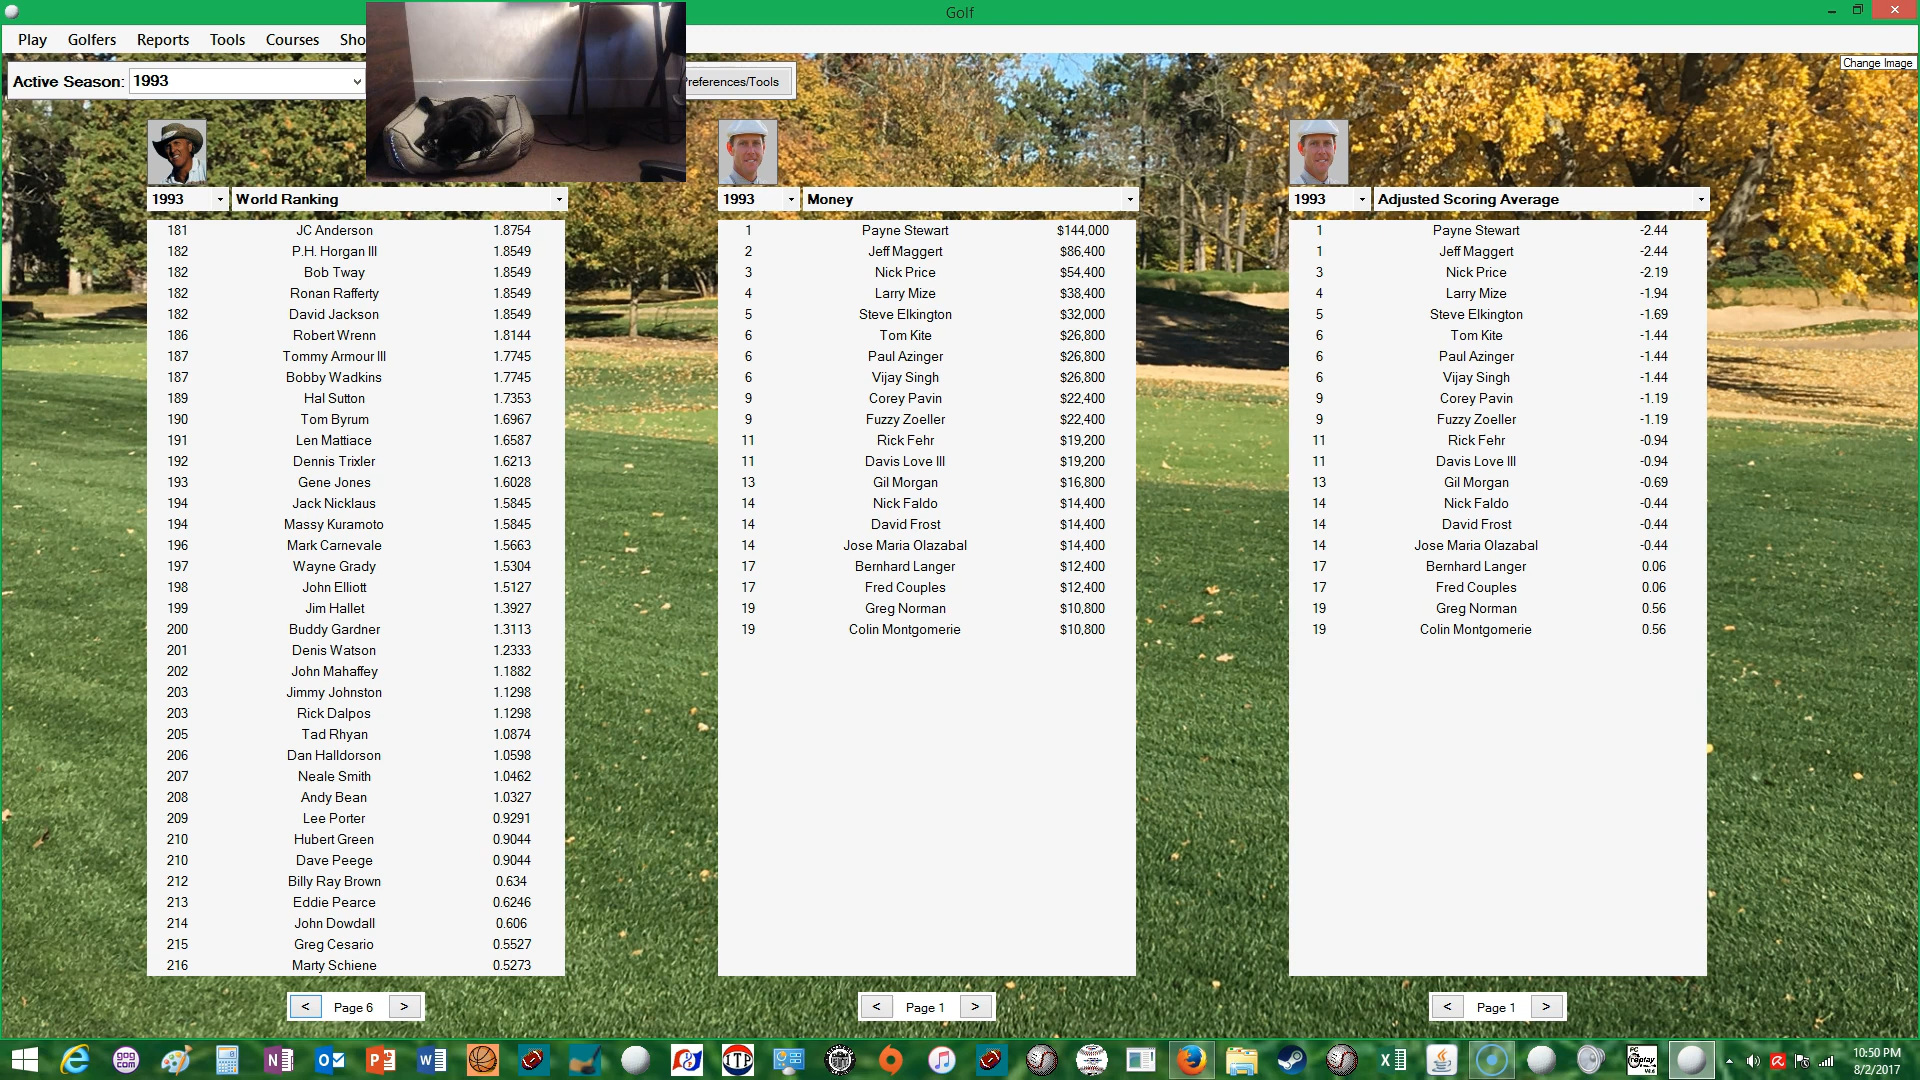 Golf
Play Golfers Reports Tools Courses Sho
Active Season: 1993 references/Tools
Change Image
1993 World Ranking
181 JC Anderson 1.8754
182 P.H. Horgan III 1.8549
182 Bob Tway 1.8549
182 Ronan Rafferty 1.8549
182 David Jackson 1.8549
186 Robert Wrenn 1.8144
187 Tommy Armour III 1.7745
187 Bobby Wadkins 1.7745
189 Hal Sutton 1.7353
190 Tom Byrum 1.6967
191 Len Mattiace 1.6587
192 Dennis Trixler 1.6213
193 Gene Jones 1.6028
194 Jack Nicklaus 1.5845
194 Massy Kuramoto 1.5845
196 Mark Carnevale 1.5663
197 Wayne Grady 1.5304
198 John Elliott 1.5127
199 Jim Hallet 1.3927
200 Buddy Gardner 1.3113
201 Denis Watson 1.2333
202 John Mahaffey 1.1882
203 Jimmy Johnston 1.1298
203 Rick Dalpos 1.1298
205 Tad Rhyan 1.0874
206 Dan Halldorson 1.0598
207 Neale Smith 1.0462
208 Andy Bean 1.0327
209 Lee Porter 0.9291
210 Hubert Green 0.9044
210 Dave Peege 0.9044
212 Billy Ray Brown 0.634
213 Eddie Pearce 0.6246
214 John Dowdall 0.606
215 Greg Cesario 0.5527
216 Marty Schiene 0.5273
< Page 6 >
1993 Money
1 Payne Stewart $144,000
2 Jeff Maggert $86,400
3 Nick Price $54,400
4 Larry Mize $38,400
5 Steve Elkington $32,000
6 Tom Kite $26,800
6 Paul Azinger $26,800
6 Vijay Singh $26,800
9 Corey Pavin $22,400
9 Fuzzy Zoeller $22,400
11 Rick Fehr $19,200
11 Davis Love III $19,200
13 Gil Morgan $16,800
14 Nick Faldo $14,400
14 David Frost $14,400
14 Jose Maria Olazabal $14,400
17 Bernhard Langer $12,400
17 Fred Couples $12,400
19 Greg Norman $10,800
19 Colin Montgomerie $10,800
< Page 1 >
1993 Adjusted Scoring Average
1 Payne Stewart -2.44
1 Jeff Maggert -2.44
3 Nick Price -2.19
4 Larry Mize -1.94
5 Steve Elkington -1.69
6 Tom Kite -1.44
6 Paul Azinger -1.44
6 Vijay Singh -1.44
9 Corey Pavin -1.19
9 Fuzzy Zoeller -1.19
11 Rick Fehr -0.94
11 Davis Love III -0.94
13 Gil Morgan -0.69
14 Nick Faldo -0.44
14 David Frost -0.44
14 Jose Maria Olazabal -0.44
17 Bernhard Langer 0.06
17 Fred Couples 0.06
19 Greg Norman 0.56
19 Colin Montgomerie 0.56
< Page 1 >
GOG COM
ITP
PC replay
10:50 PM
8/2/2017